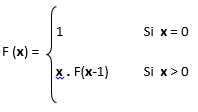 1 Si x = 0
F (x) =
x . F(x-1) Si x > 0